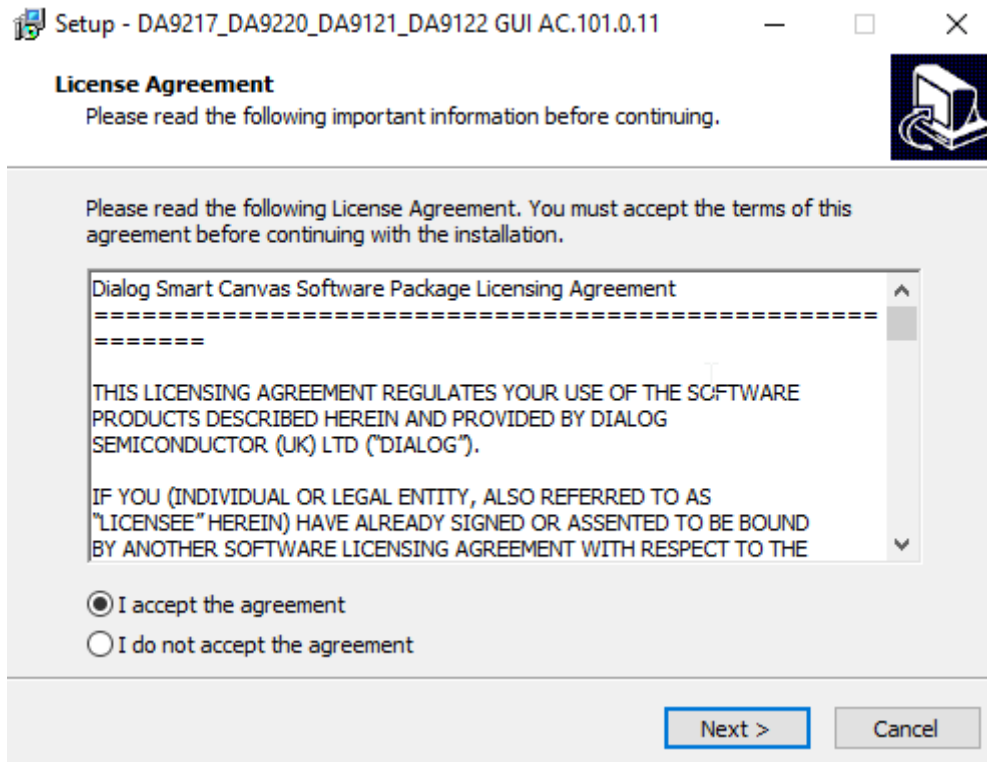 Setup - DA9217_DA9220_DA9121_DA9122 GUI AC.101.0.11
License Agreement
Please read the following important information before continuing.
Please read the following License Agreement. You must accept the terms of this
agreement before continuing with the installation.
Dialog Smart Canvas Software Package Licensing Agreement
====================================================
=======
THIS LICENSING AGREEMENT REGULATES YOUR USE OF THE SOFTWARE
PRODUCTS DESCRIBED HEREIN AND PROVIDED BY DIALOG
SEMICONDUCTOR (UK) LTD ("DIALOG").
IF YOU (INDIVIDUAL OR LEGAL ENTITY, ALSO REFERRED TO AS
"LICENSEE" HEREIN) HAVE ALREADY SIGNED OR ASSENTED TO BE BOUND
BY ANOTHER SOFTWARE LICENSING AGREEMENT WITH RESPECT TO THE
I accept the agreement
I do not accept the agreement
Next >
Cancel